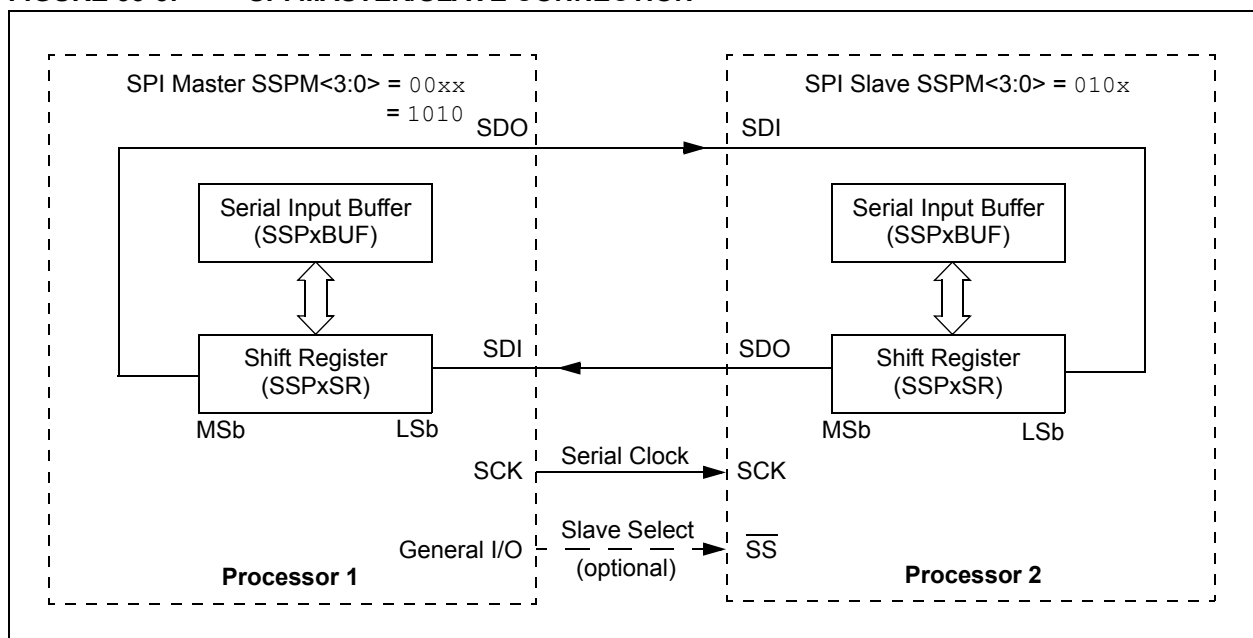 SPI Master SSPM<3:0> = 00xx
= 1010
SPI Slave SSPM<3:0> = 010x
SDO
SDI
Serial Input Buffer
(SSPxBUF)
Serial Input Buffer
(SSPxBUF)
Shift Register
(SSPxSR)
SDI
SDO
Shift Register
(SSPxSR)
MSb
LSb
MSb
LSb
SCK
Serial Clock
SCK
General I/O
Slave Select
(optional)
SS
Processor 1
Processor 2